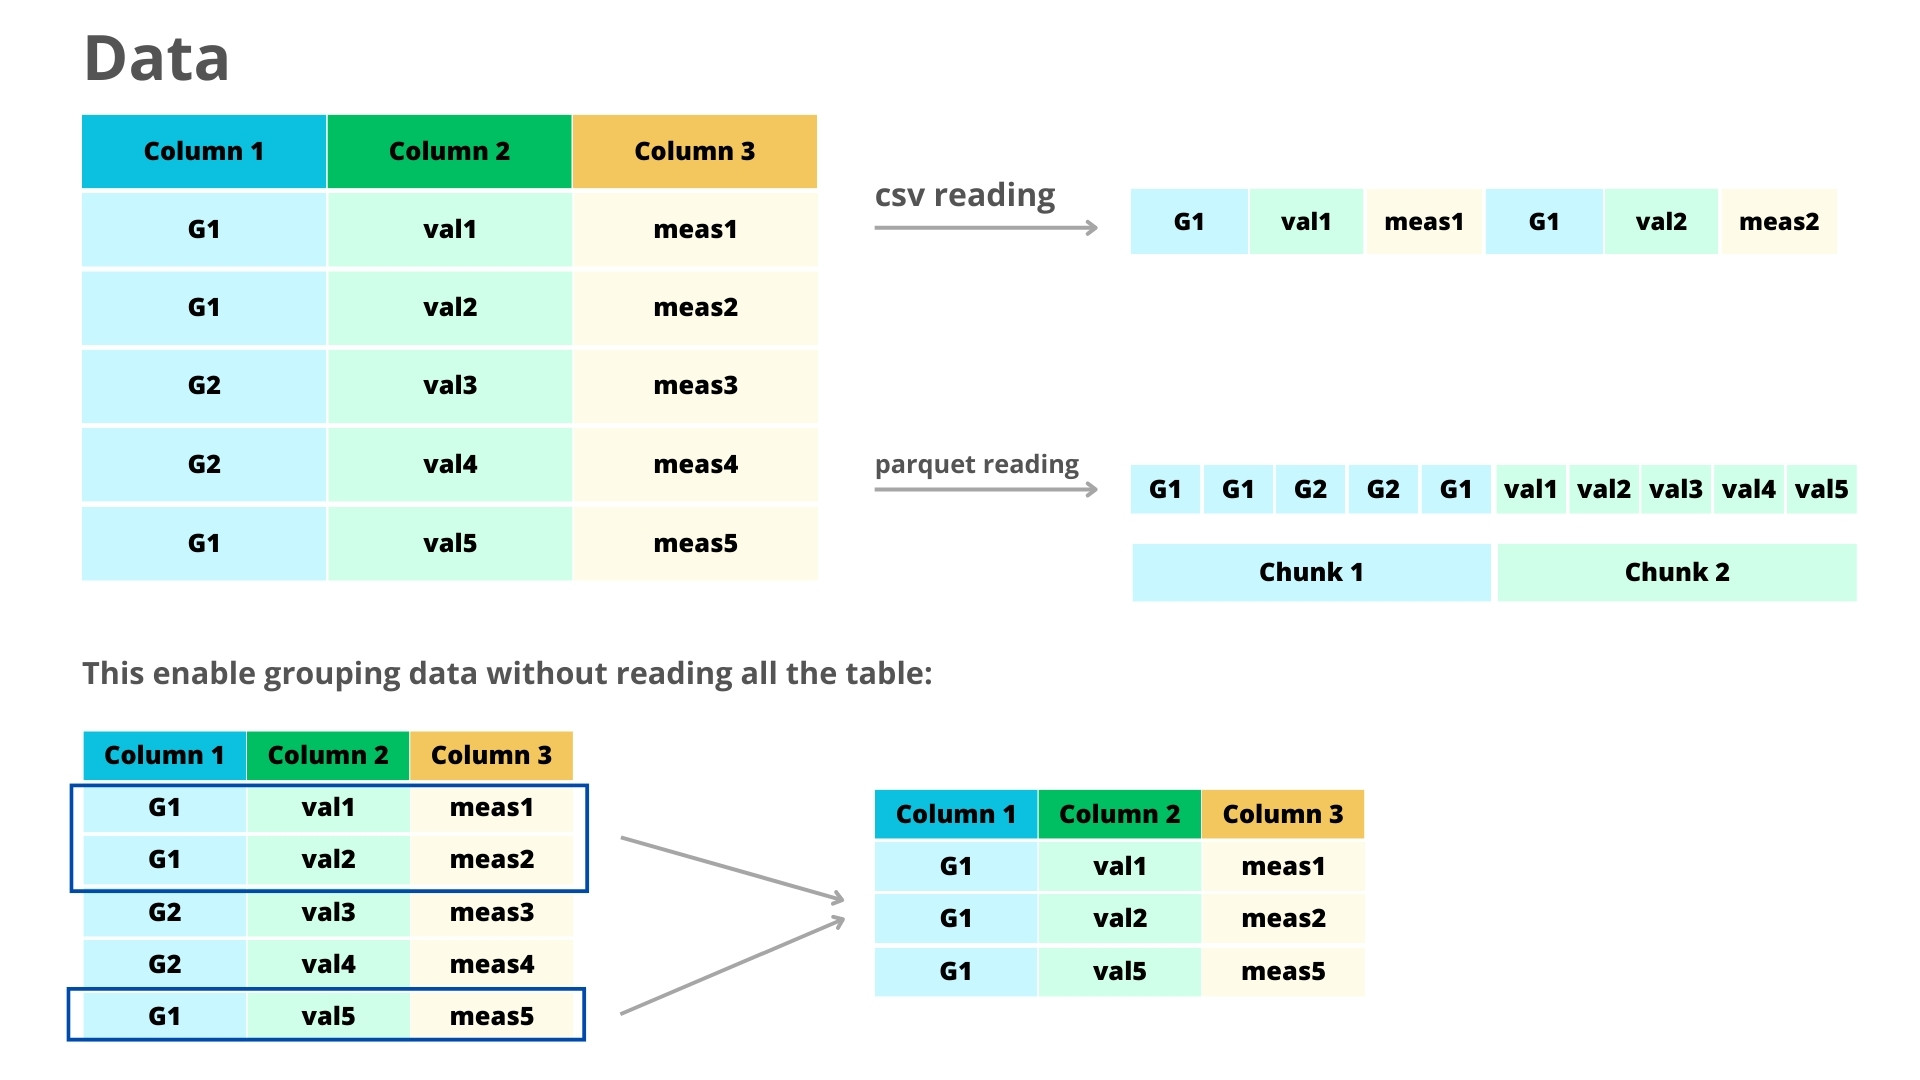 Data
Column 1 Column 2 Column 3
G1 val1 meas1
G1 val2 meas2
G2 val3 meas3
G2 val4 meas4
G1 val5 meas5
csv reading
G1 val1 meas1 G1 val2 meas2
parquet reading
G1 G1 G2 G2 G1 val1 val2 val3 val4 val5
Chunk 1 Chunk 2
This enable grouping data without reading all the table:
Column 1 Column 2 Column 3
G1 val1 meas1
G1 val2 meas2
G2 val3 meas3
G2 val4 meas4
G1 val5 meas5
Column 1 Column 2 Column 3
G1 val1 meas1
G1 val2 meas2
G1 val5 meas5